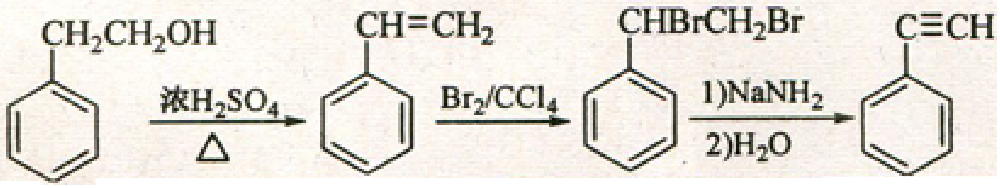 CH₂CH₂OH
浓H₂SO₄
△
CH=CH₂
Br₂/CCl₄
CHBrCH₂Br
1)NaNH₂
2)H₂O
C≡CH